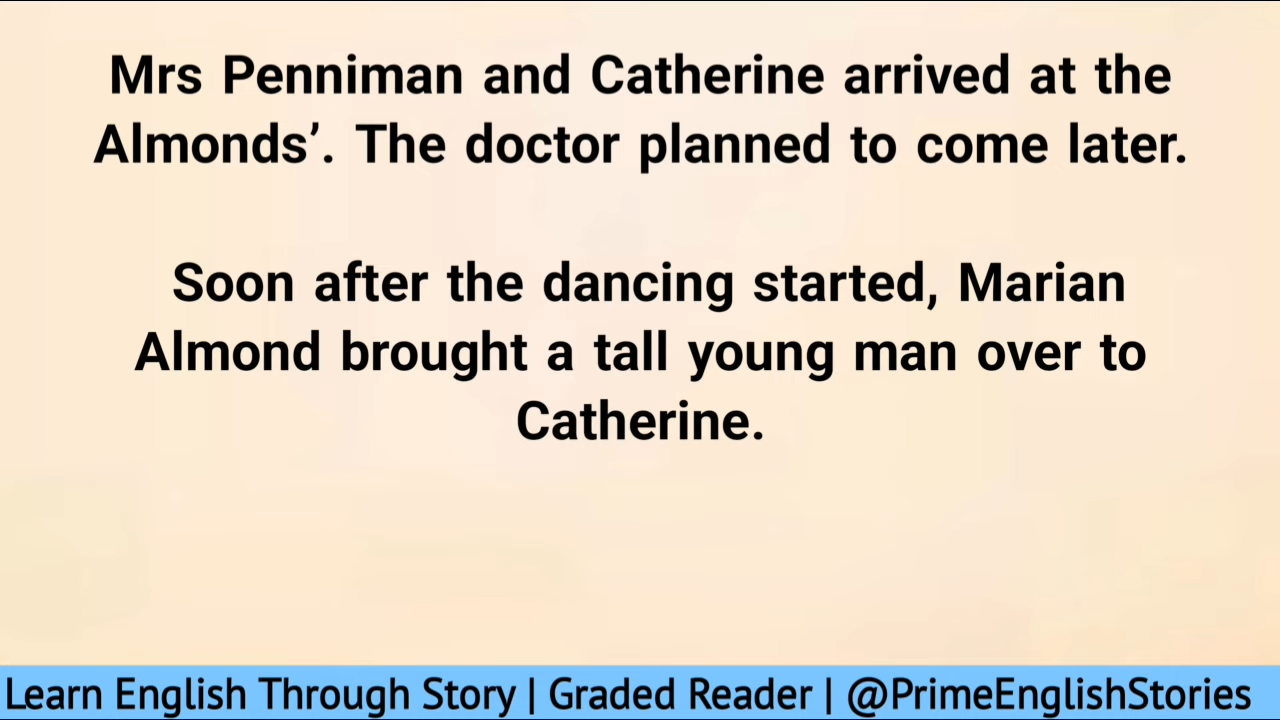 Mrs Penniman and Catherine arrived at the
Almonds’. The doctor planned to come later.
Soon after the dancing started, Marian
Almond brought a tall young man over to
Catherine.
Learn English Through Story | Graded Reader | @PrimeEnglishStories